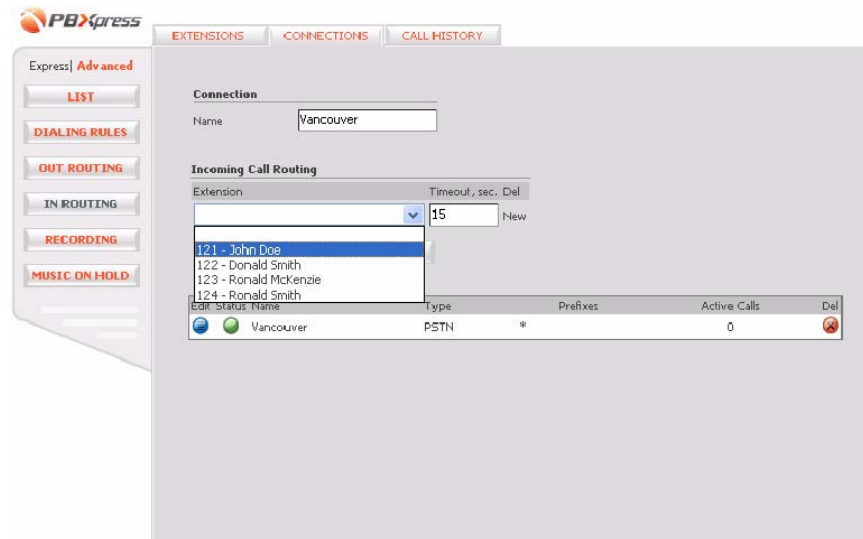 PBXpress
EXTENSIONS CONNECTIONS CALL HISTORY
Express| Advanced
LIST
DIALING RULES
OUT ROUTING
IN ROUTING
RECORDING
MUSIC ON HOLD
Connection
Name Vancouver
Incoming Call Routing
Extension Timeout, sec. Del
15 New
121 - John Doe
122 - Donald Smith
123 - Ronald McKenzie
124 - Ronald Smith
Edit Status Name Type Prefixes Active Calls Del
Vancouver PSTN * 0